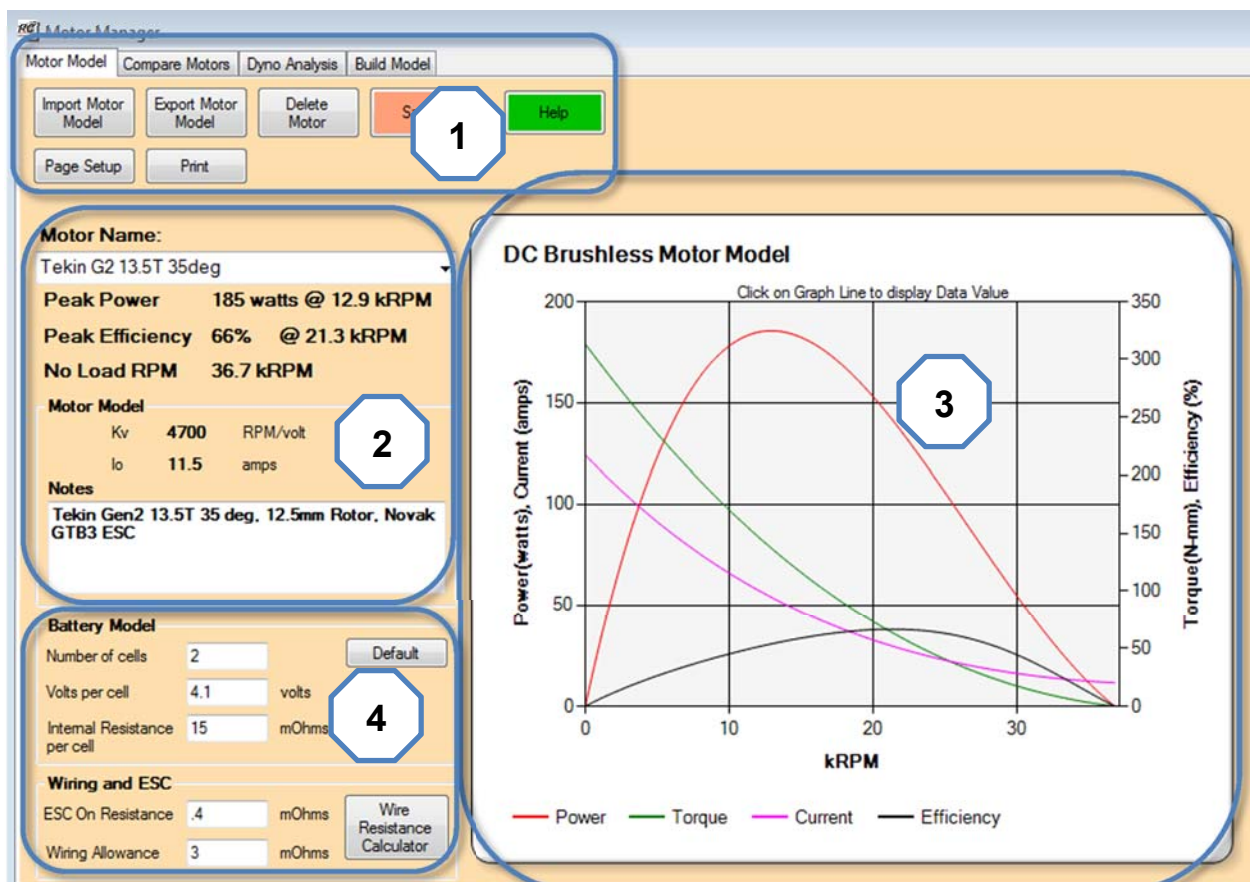 Motor Manager
Motor Model Compare Motors Dyno Analysis Build Model
Import Motor Model
Export Motor Model
Delete Motor
Help
1
Page Setup
Print
Motor Name:
Tekin G2 13.5T 35deg
Peak Power 185 watts @ 12.9 kRPM
Peak Efficiency 66% @ 21.3 kRPM
No Load RPM 36.7 kRPM
Motor Model
Kv 4700 RPM/volt
Io 11.5 amps
2
Notes
Tekin Gen2 13.5T 35 deg, 12.5mm Rotor, Novak
GTB3 ESC
Battery Model
Number of cells 2
Default
Volts per cell 4.1 volts
Internal Resistance
per cell
15 mOhms
4
Wiring and ESC
ESC On Resistance .4 mOhms
Wiring Allowance 3 mOhms
Wire
Resistance
Calculator
DC Brushless Motor Model
Click on Graph Line to display Data Value
Power(watts), Current (amps)
200
150
100
50
0
3
350
300
250
200
150
100
50
0
Torque(N-mm), Efficiency (%)
0 10 20 30
kRPM
Power Torque Current Efficiency